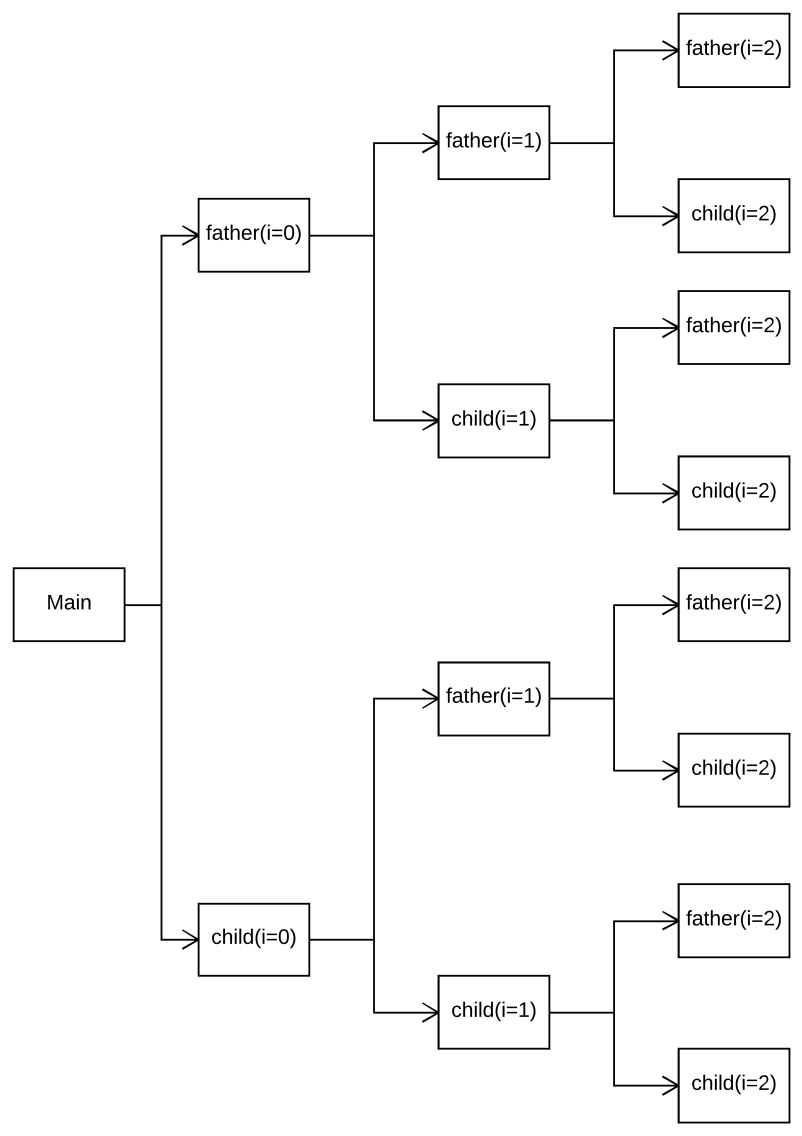 father(i=2)
father(i=1)
child(i=2)
father(i=0)
father(i=2)
child(i=1)
child(i=2)
Main
father(i=2)
father(i=1)
child(i=2)
father(i=2)
child(i=0)
child(i=1)
child(i=2)